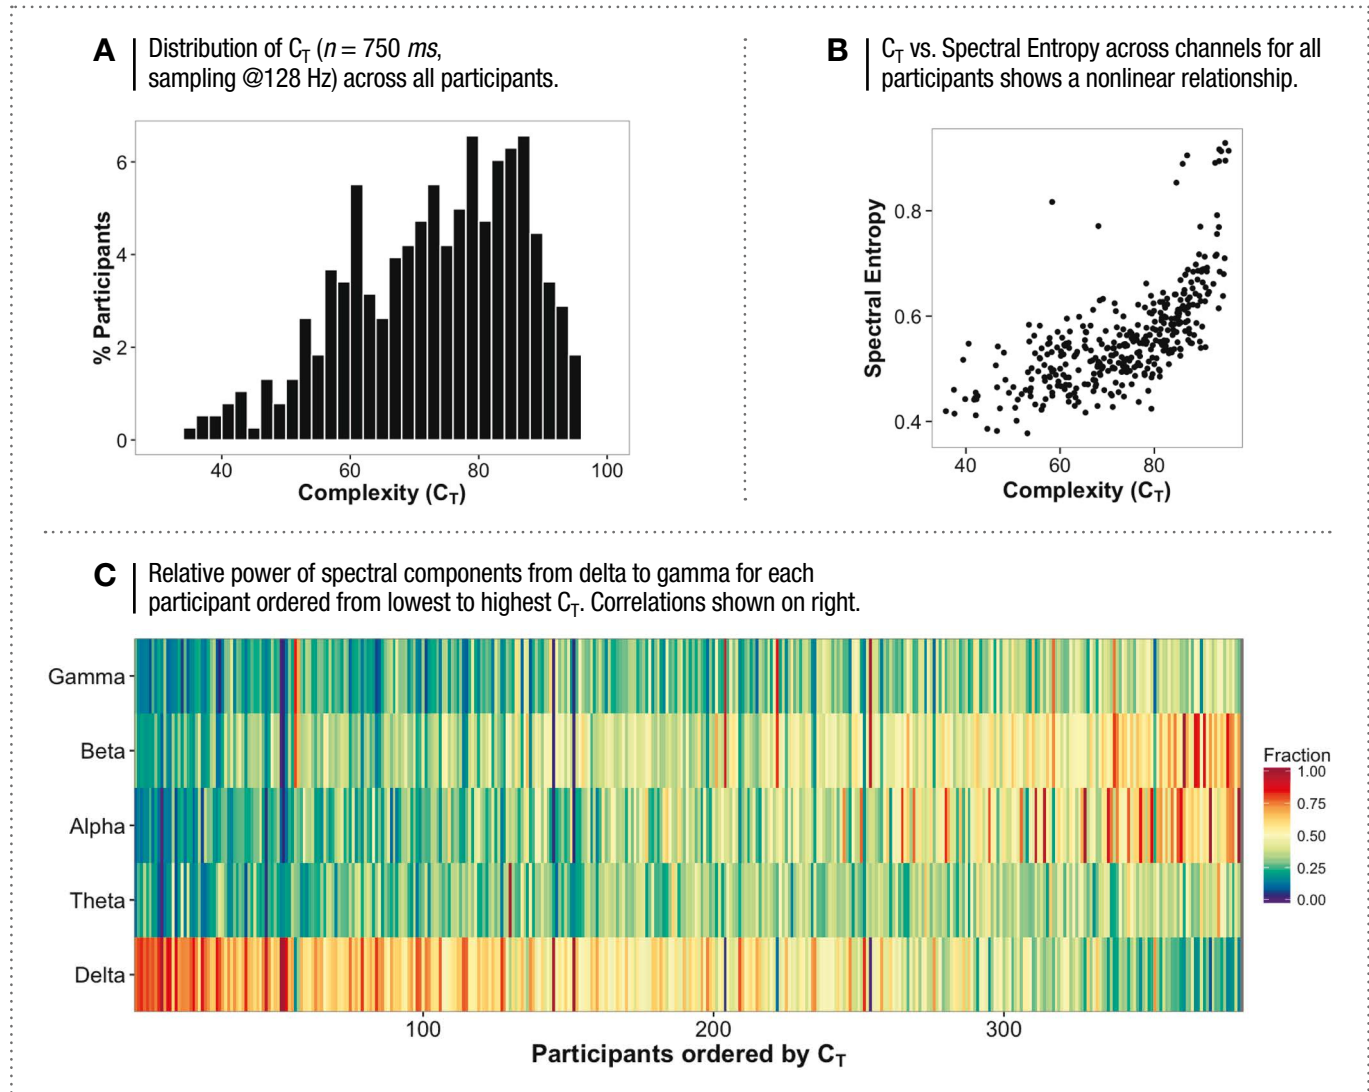 A
Distribution of C_T (n = 750 ms,
sampling @128 Hz) across all participants.
% Participants
6
4
2
0
40 60 80 100
Complexity (C_T)
B
C_T vs. Spectral Entropy across channels for all
participants shows a nonlinear relationship.
Spectral Entropy
0.8
0.6
0.4
40 60 80
Complexity (C_T)
C
Relative power of spectral components from delta to gamma for each
participant ordered from lowest to highest C_T. Correlations shown on right.
Gamma
Beta
Alpha
Theta
Delta
100 200 300
Participants ordered by C_T
Fraction
1.00
0.75
0.50
0.25
0.00